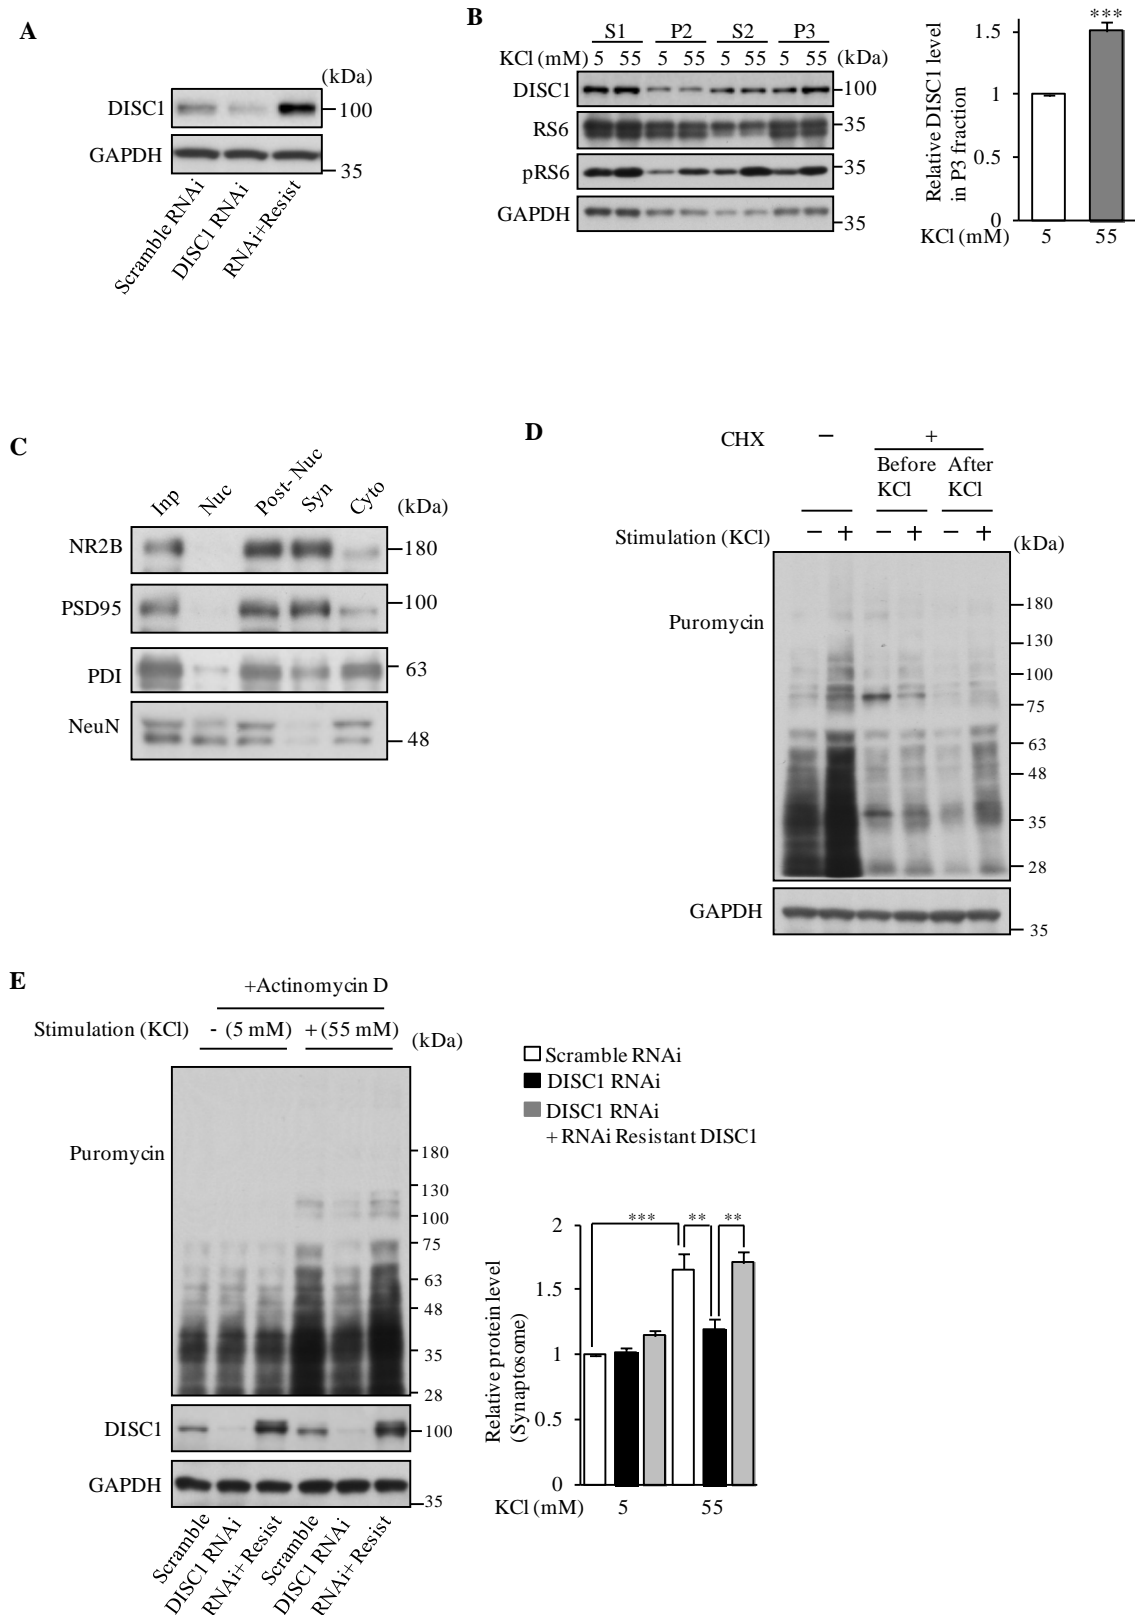 A
(kDa)
DISC1
100
GAPDH
35
Scramble RNAi
DISC1 RNAi
RNAi+Resist
B
S1 P2 S2 P3
KCl (mM) 5 55 5 55 5 55 5 55 (kDa)
DISC1
100
RS6
35
pRS6
35
GAPDH
35
***
1.5
1
0.5
0
Relative DISC1 level
in P3 fraction
KCl (mM) 5 55
C
Inp Nuc Post-Nuc Syn Cyto
(kDa)
NR2B
180
PSD95
100
PDI
63
NeuN
48
D
CHX − +
Before After
KCl KCl
Stimulation (KCl) − + − + − +
(kDa)
Puromycin
180
130
100
75
63
48
35
28
GAPDH
35
E
+Actinomycin D
Stimulation (KCl) - (5 mM) + (55 mM)
(kDa)
Puromycin
180
130
100
75
63
48
35
28
DISC1
100
GAPDH
35
Scramble
DISC1 RNAi
RNAi+ Resist
Scramble
DISC1 RNAi
RNAi+ Resist
Scramble RNAi
DISC1 RNAi
DISC1 RNAi
+ RNAi Resistant DISC1
*** ** **
2
1.5
1
0.5
0
Relative protein level
(Synaptosome)
KCl (mM) 5 55